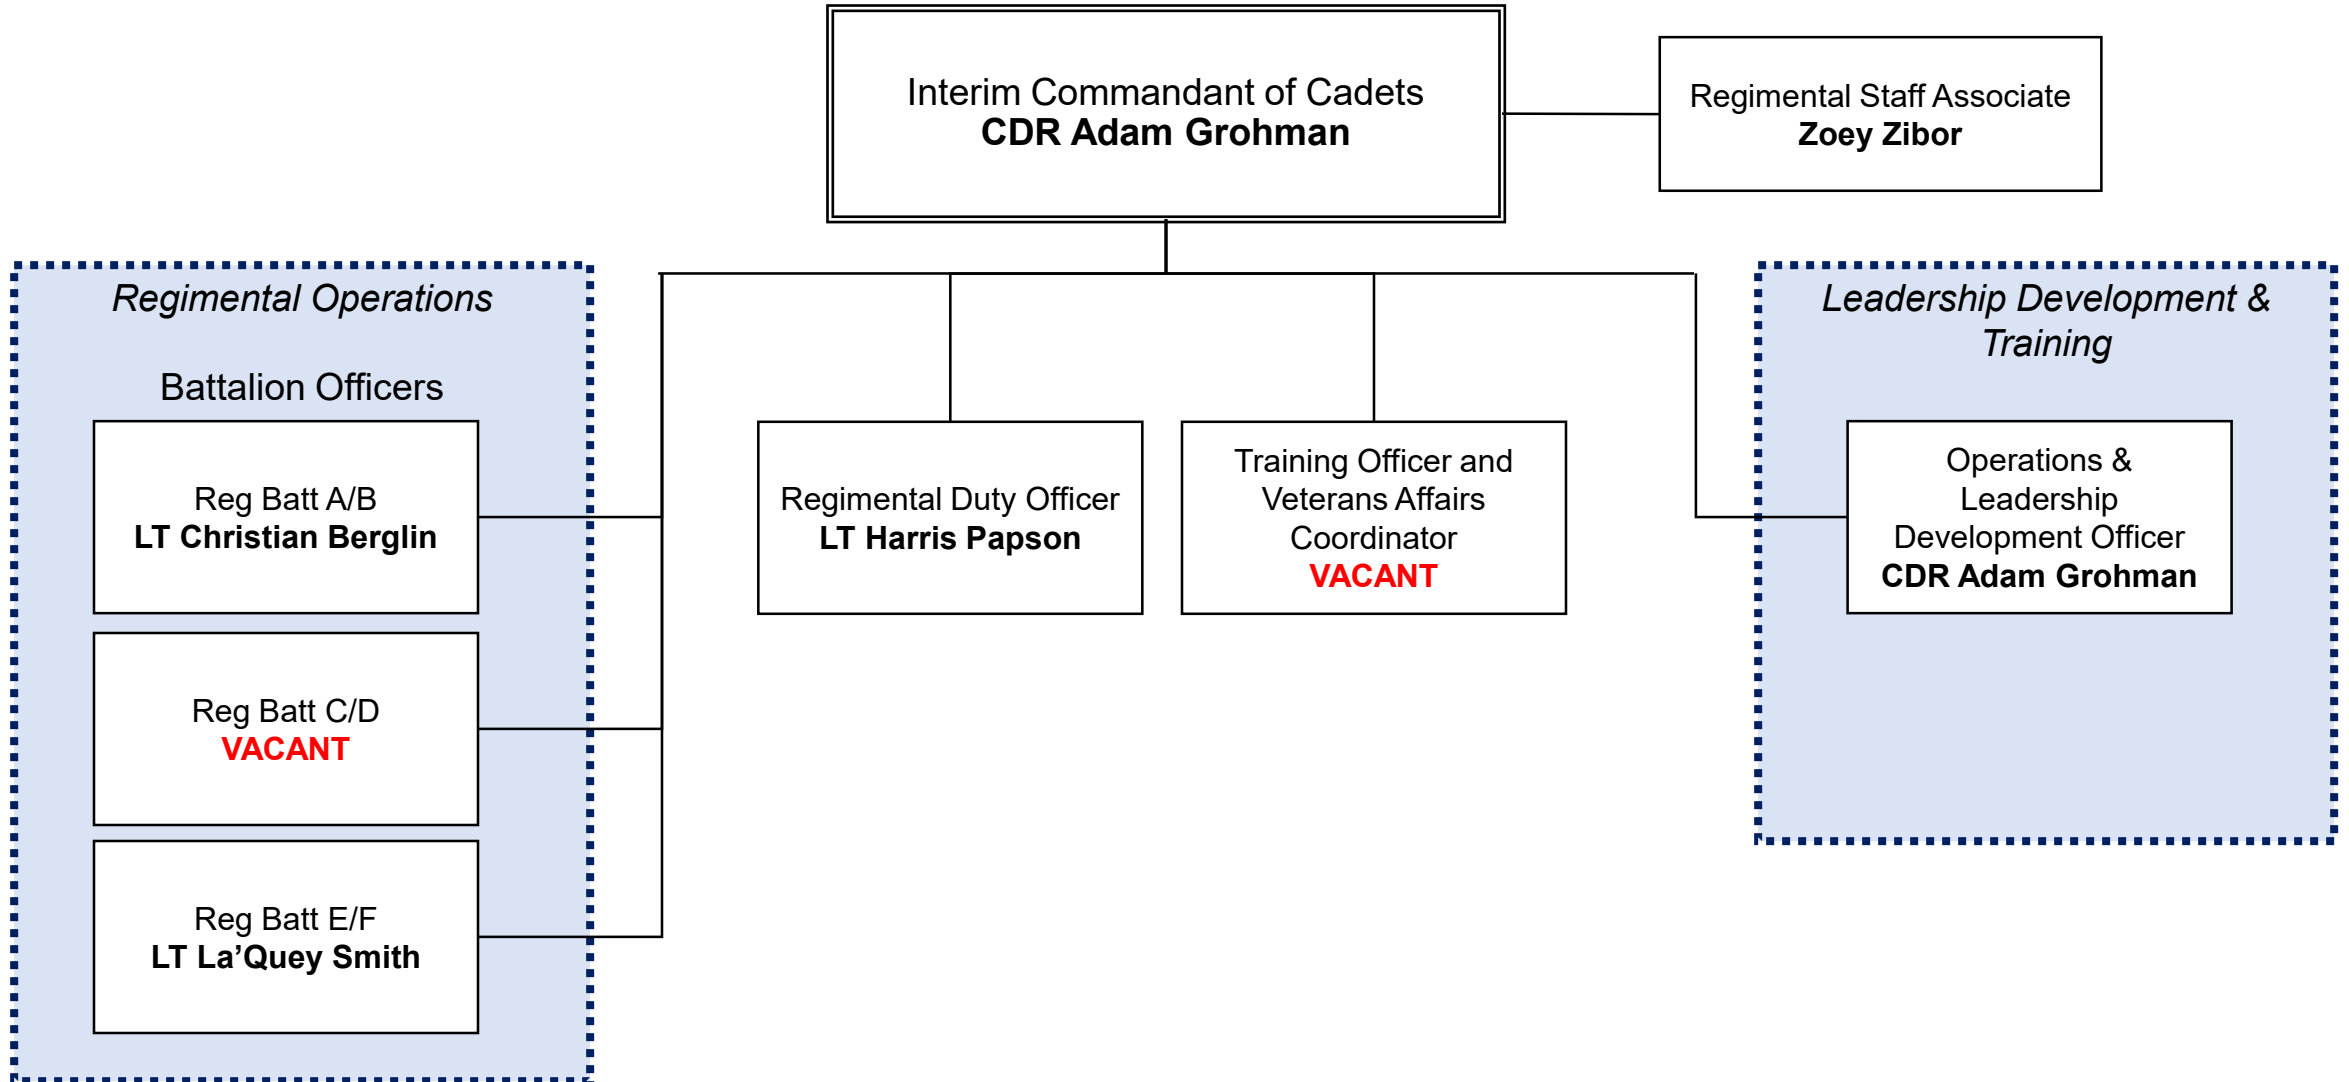 Interim Commandant of Cadets
CDR Adam Grohman
Regimental Staff Associate
Zoey Zibor
Regimental Operations
Battalion Officers
Reg Batt A/B
LT Christian Berglin
Reg Batt C/D
VACANT
Reg Batt E/F
LT La’Quey Smith
Regimental Duty Officer
LT Harris Papson
Training Officer and
Veterans Affairs
Coordinator
VACANT
Leadership Development &
Training
Operations &
Leadership
Development Officer
CDR Adam Grohman